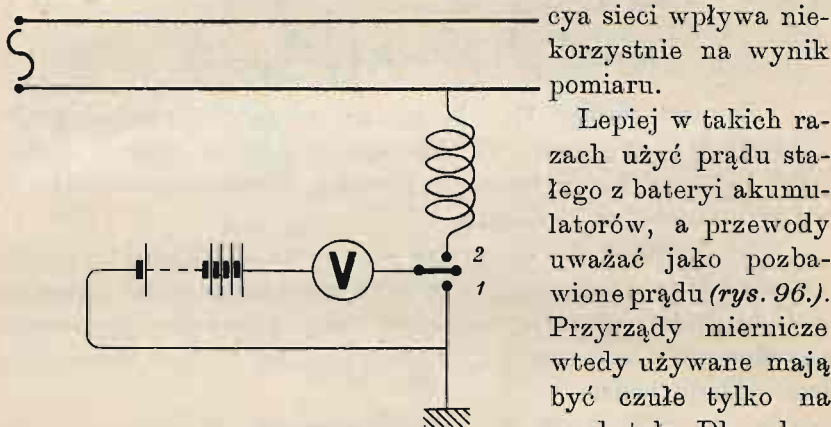 cya sieci wpływa nie-
korzystnie na wynik
pomiaru.
Lepiej w takich ra-
zach użyć prądu sta-
łego z bateryi akumu-
latorów, a przewody
uważać jako pozba-
wione prądu (rys. 96.).
Przyrządy miernicze
wtedy używane mają
być czułe tylko na
V
2
1